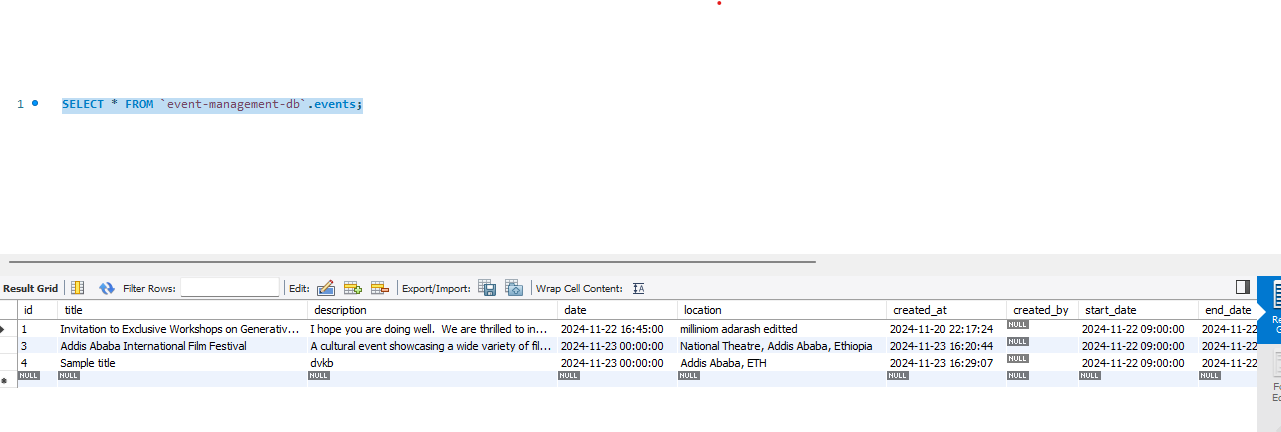 1 SELECT * FROM `event-management-db`.events;
Result Grid Filter Rows: Edit: Export/Import: Wrap Cell Content:
id title description date location created_at created_by start_date end_date
1 Invitation to Exclusive Workshops on Generativ... I hope you are doing well. We are thrilled to in... 2024-11-22 16:45:00 milliniom adarash editted 2024-11-20 22:17:24 NULL 2024-11-22 09:00:00 2024-11-22
3 Addis Ababa International Film Festival A cultural event showcasing a wide variety of fil... 2024-11-23 00:00:00 National Theatre, Addis Ababa, Ethiopia 2024-11-23 16:20:44 NULL 2024-11-22 09:00:00 2024-11-22
4 Sample title dvkb 2024-11-23 00:00:00 Addis Ababa, ETH 2024-11-23 16:29:07 NULL 2024-11-22 09:00:00 2024-11-22
NULL NULL NULL NULL NULL NULL NULL NULL NULL